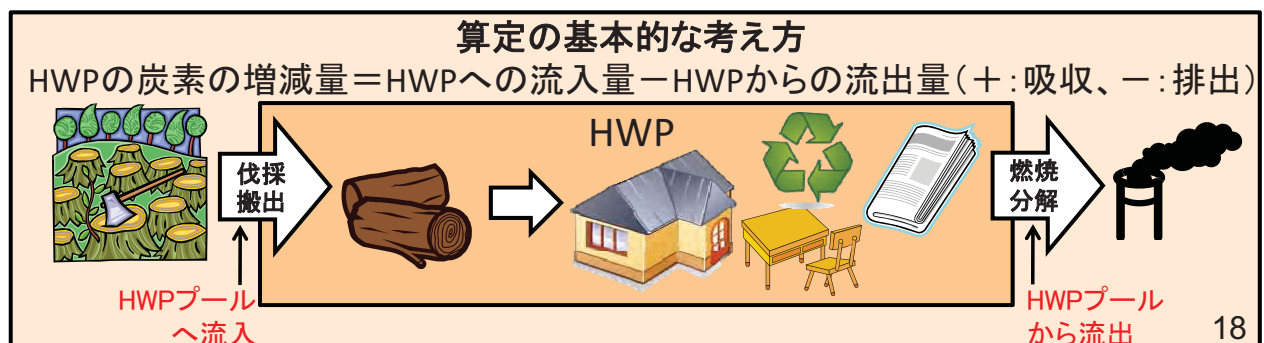 算定の基本的な考え方
HWPの炭素の増減量＝HWPへの流入量－HWPからの流出量（＋：吸収、－：排出）
HWP
伐採
搬出
燃焼
分解
HWPプール
へ流入
HWPプール
から流出
18